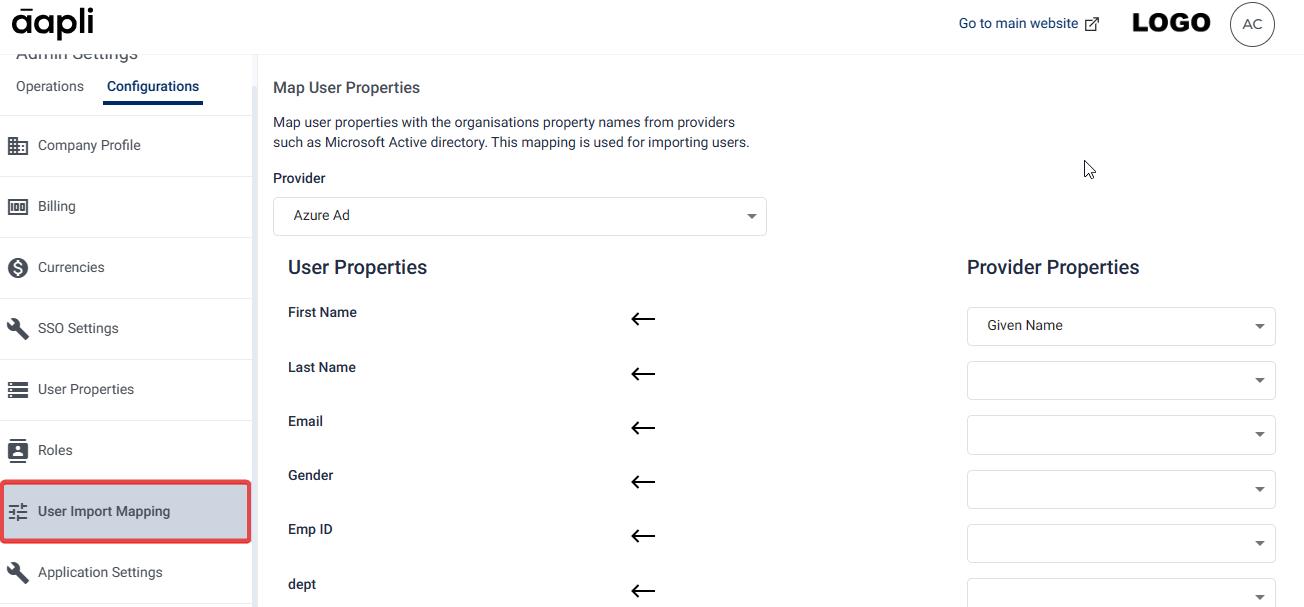 āapli
Go to main website
LOGO
AC
Admin Settings
Operations
Configurations
Company Profile
Billing
Currencies
SSO Settings
User Properties
Roles
User Import Mapping
Application Settings
Map User Properties
Map user properties with the organisations property names from providers
such as Microsoft Active directory. This mapping is used for importing users.
Provider
Azure Ad
User Properties
Provider Properties
First Name
Given Name
Last Name
Email
Gender
Emp ID
dept